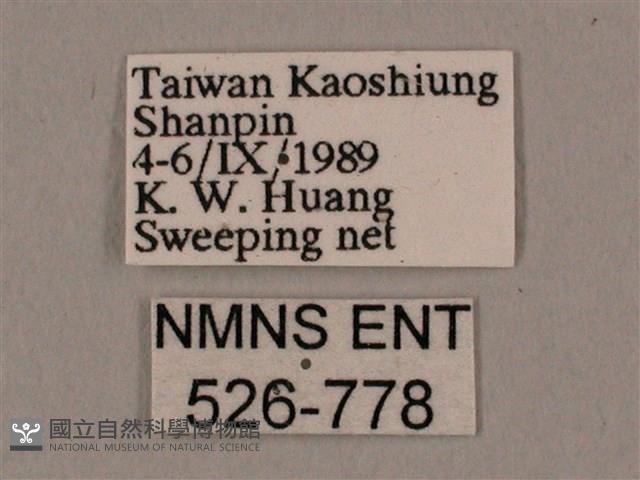 Taiwan Kaoshiung
Shanpin
4-6/IX/1989
K. W. Huang
Sweeping net
NMNS ENT
526-778
國立自然科學博物館
NATIONAL MUSEUM OF NATURAL SCIENCE